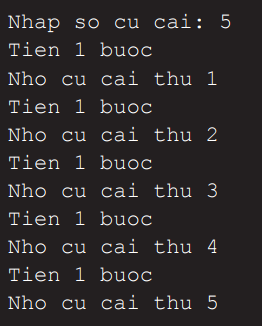 Nhap so cu cai: 5
Tien 1 buoc
Nho cu cai thu 1
Tien 1 buoc
Nho cu cai thu 2
Tien 1 buoc
Nho cu cai thu 3
Tien 1 buoc
Nho cu cai thu 4
Tien 1 buoc
Nho cu cai thu 5